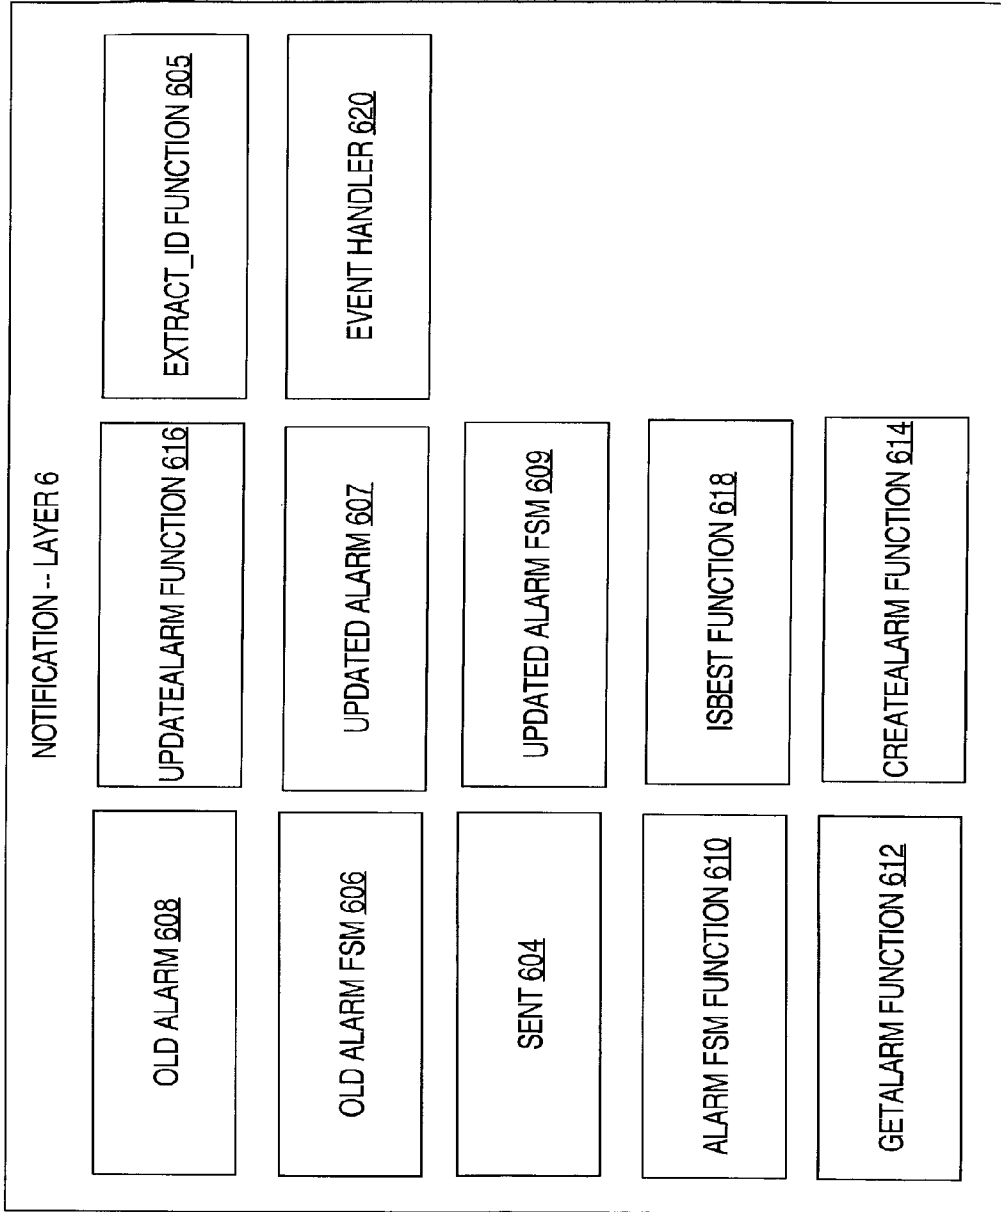 NOTIFICATION -- LAYER 6
OLD ALARM 608
UPDATEALARM FUNCTION 616
EXTRACT_ID FUNCTION 605
OLD ALARM FSM 606
UPDATED ALARM 607
EVENT HANDLER 620
SENT 604
UPDATED ALARM FSM 609
ALARM FSM FUNCTION 610
ISBEST FUNCTION 618
GETALARM FUNCTION 612
CREATEALARM FUNCTION 614